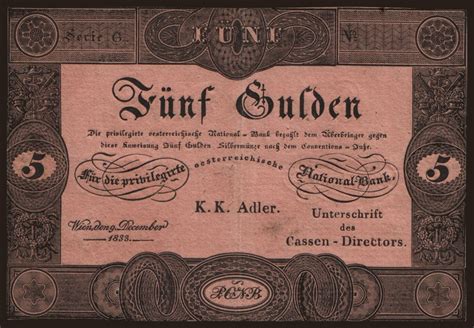 Serie G.
FÜNF
N.
Fünf Gulden
Die privilegirte oesterreichische National-Bank bezahlt dem Überbringer gegen
diese Anweisung Fünf Gulden Silbermünze nach dem Conventions-Fuße.
5
5
Für die privilegirte
oesterreichische
National-Bank.
K. K. Adler.
Wien den 9. December
1833.
Unterschrift
des
Cassen-Directors.
P.Œ.N.B.